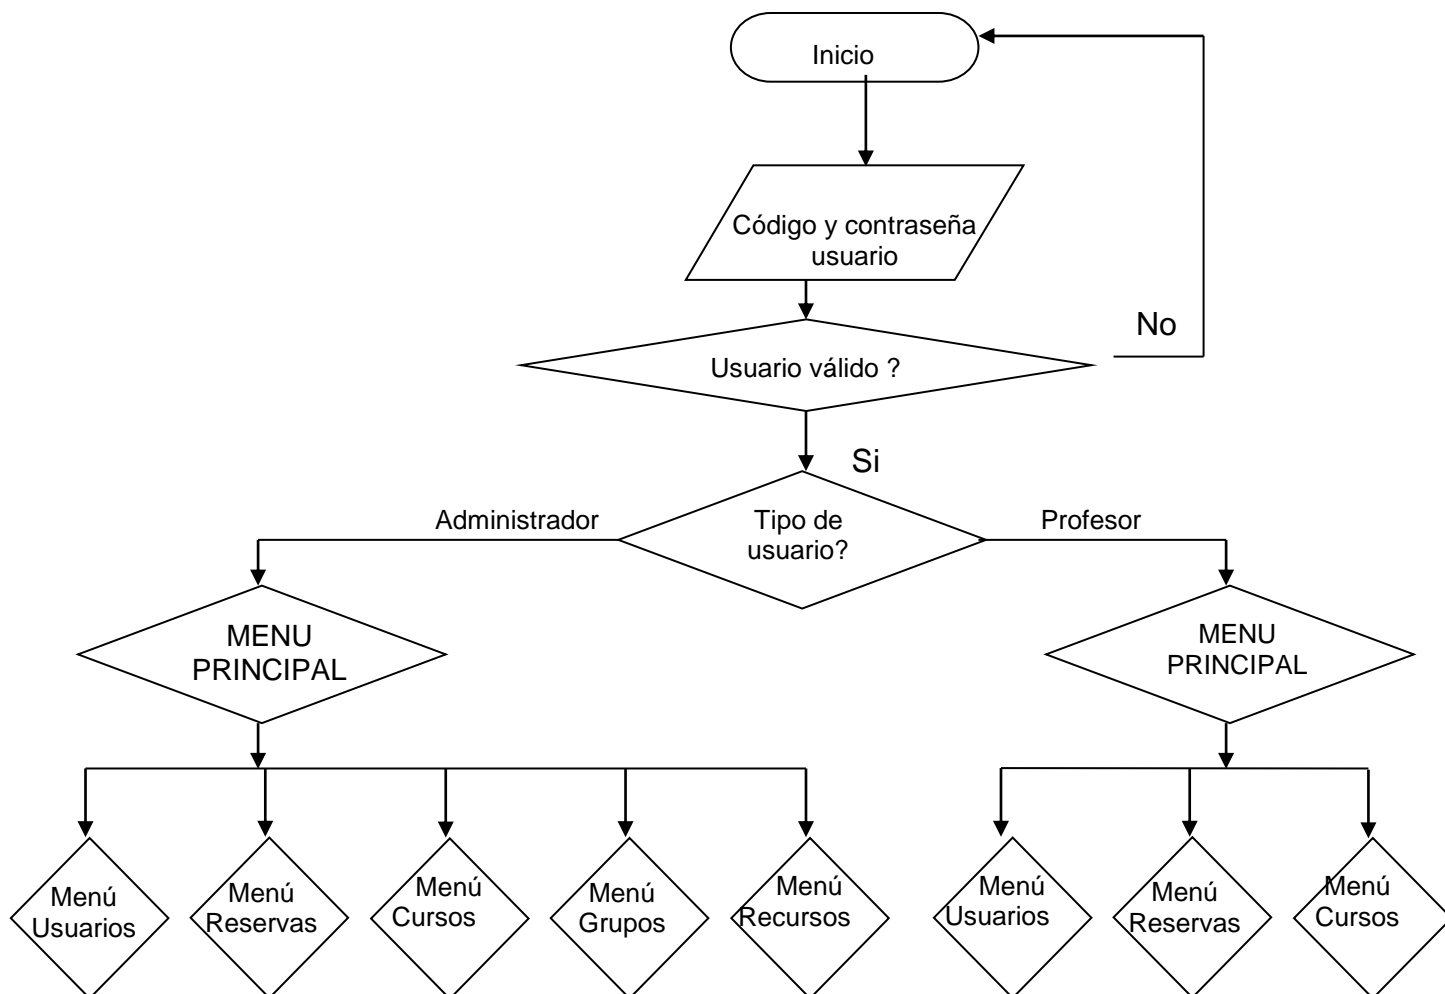 Inicio
Código y contraseña
usuario
No
Usuario válido ?
Si
Administrador
Tipo de
usuario?
Profesor
MENU
PRINCIPAL
MENU
PRINCIPAL
Menú
Usuarios
Menú
Reservas
Menú
Cursos
Menú
Grupos
Menú
Recursos
Menú
Usuarios
Menú
Reservas
Menú
Cursos